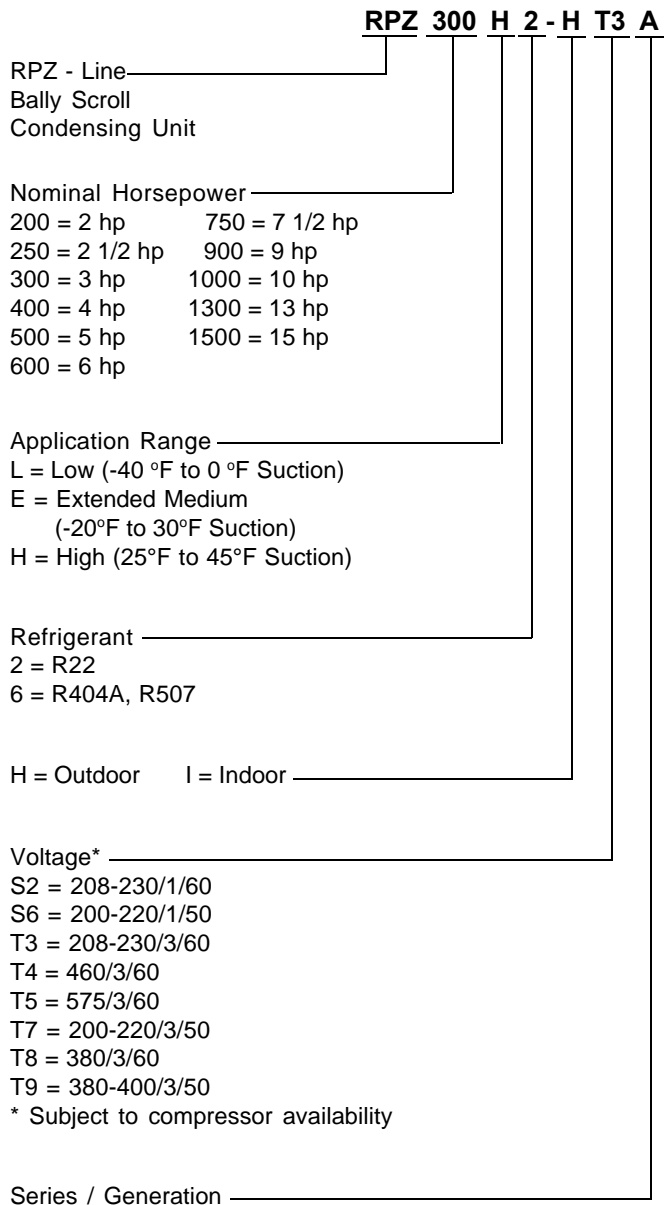 RPZ 300 H 2 - H T3 A
RPZ - Line
Bally Scroll
Condensing Unit
Nominal Horsepower
200 = 2 hp 750 = 7 1/2 hp
250 = 2 1/2 hp 900 = 9 hp
300 = 3 hp 1000 = 10 hp
400 = 4 hp 1300 = 13 hp
500 = 5 hp 1500 = 15 hp
600 = 6 hp
Application Range
L = Low (-40 °F to 0 °F Suction)
E = Extended Medium
(-20°F to 30°F Suction)
H = High (25°F to 45°F Suction)
Refrigerant
2 = R22
6 = R404A, R507
H = Outdoor I = Indoor
Voltage*
S2 = 208-230/1/60
S6 = 200-220/1/50
T3 = 208-230/3/60
T4 = 460/3/60
T5 = 575/3/60
T7 = 200-220/3/50
T8 = 380/3/60
T9 = 380-400/3/50
* Subject to compressor availability
Series / Generation